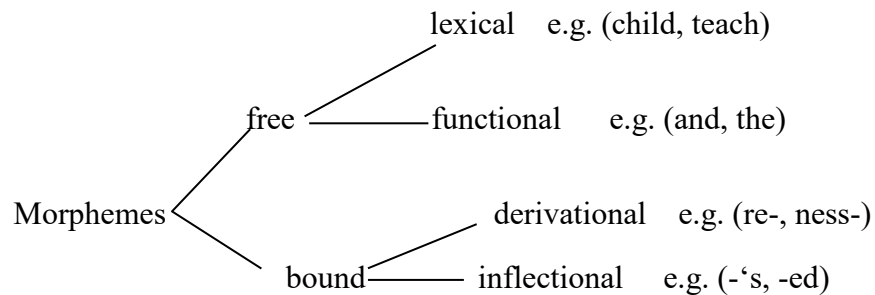 lexical e.g. (child, teach)
free functional e.g. (and, the)
Morphemes derivational e.g. (re-, ness-)
bound inflectional e.g. (-‘s, -ed)